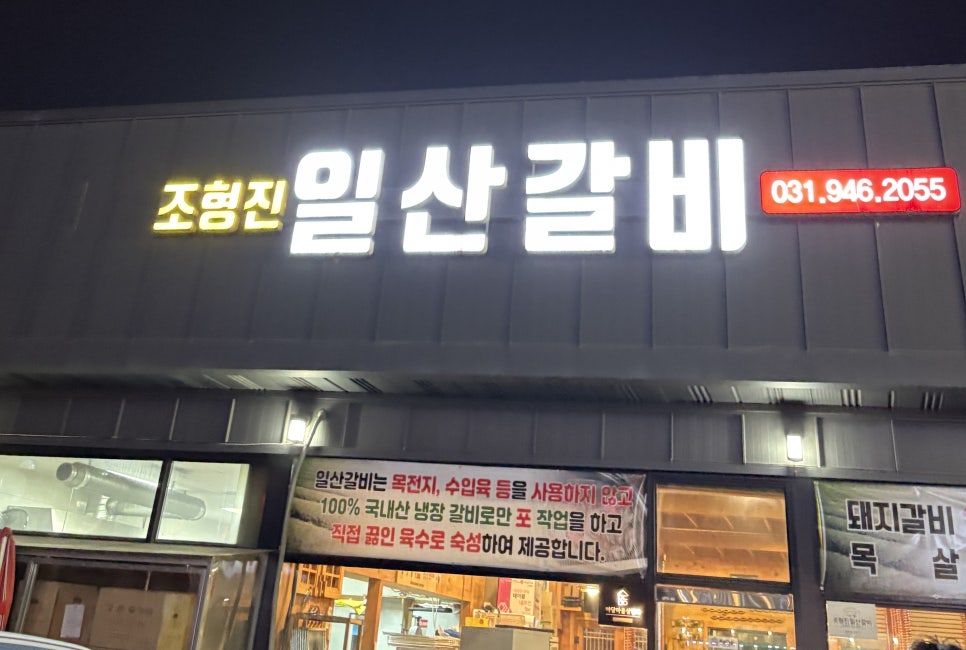 조형진 일산갈비 031.946.2055
일산갈비는 목전지, 수입육 등을 사용하지 않고
100% 국내산 냉장 갈비로만 포 작업을 하고
직접 끓인 육수로 숙성하여 제공합니다.
돼지갈비
목 살